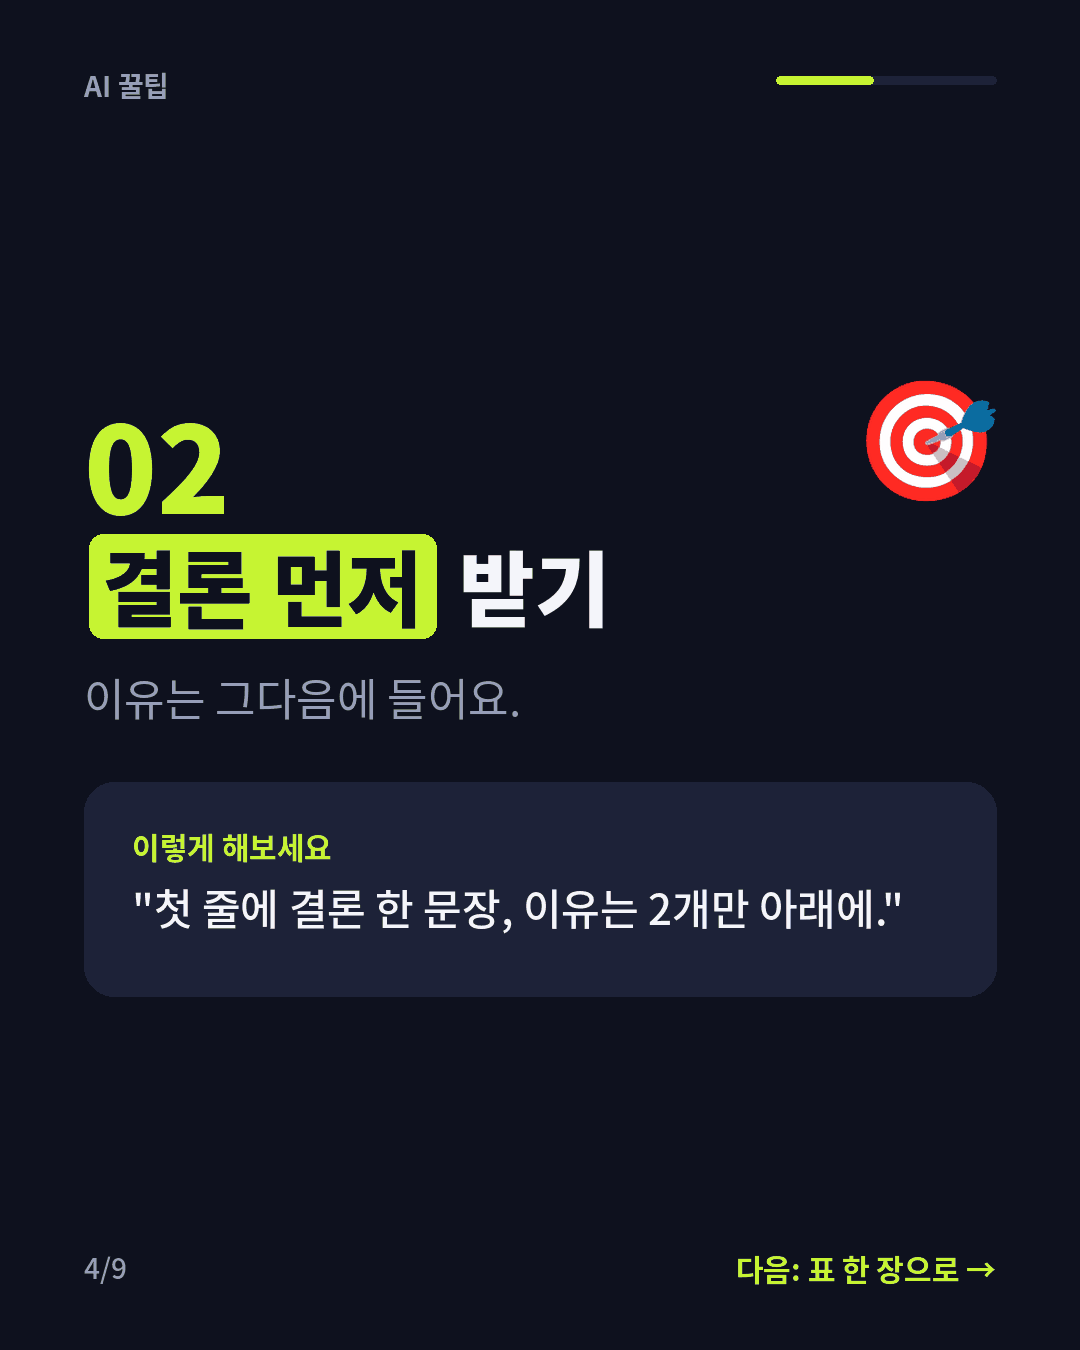 AI 꿀팁
02
결론 먼저 받기
이유는 그다음에 들어요.
이렇게 해보세요
"첫 줄에 결론 한 문장, 이유는 2개만 아래에."
4/9
다음: 표 한 장으로 →